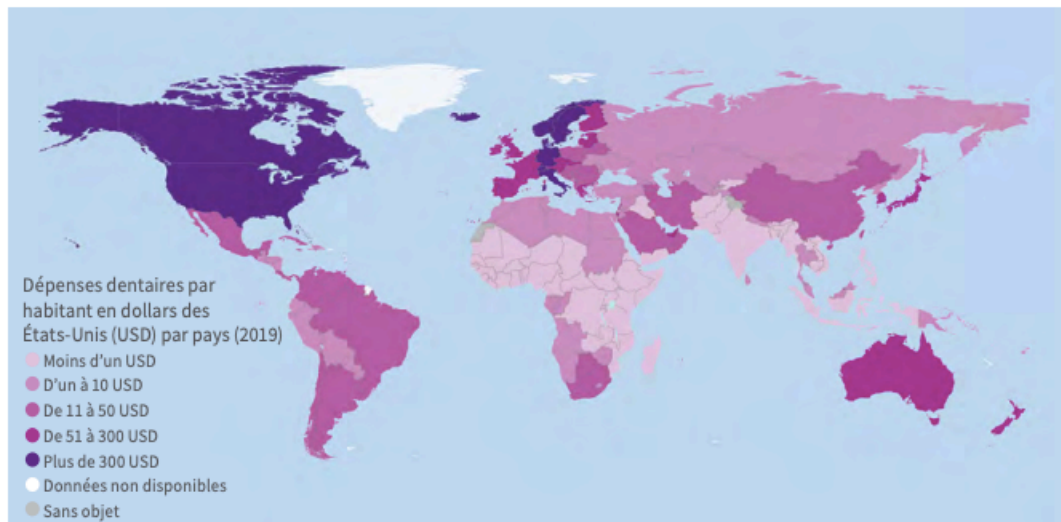 Dépenses dentaires par
habitant en dollars des
États-Unis (USD) par pays (2019)
Moins d’un USD
D’un à 10 USD
De 11 à 50 USD
De 51 à 300 USD
Plus de 300 USD
Données non disponibles
Sans objet